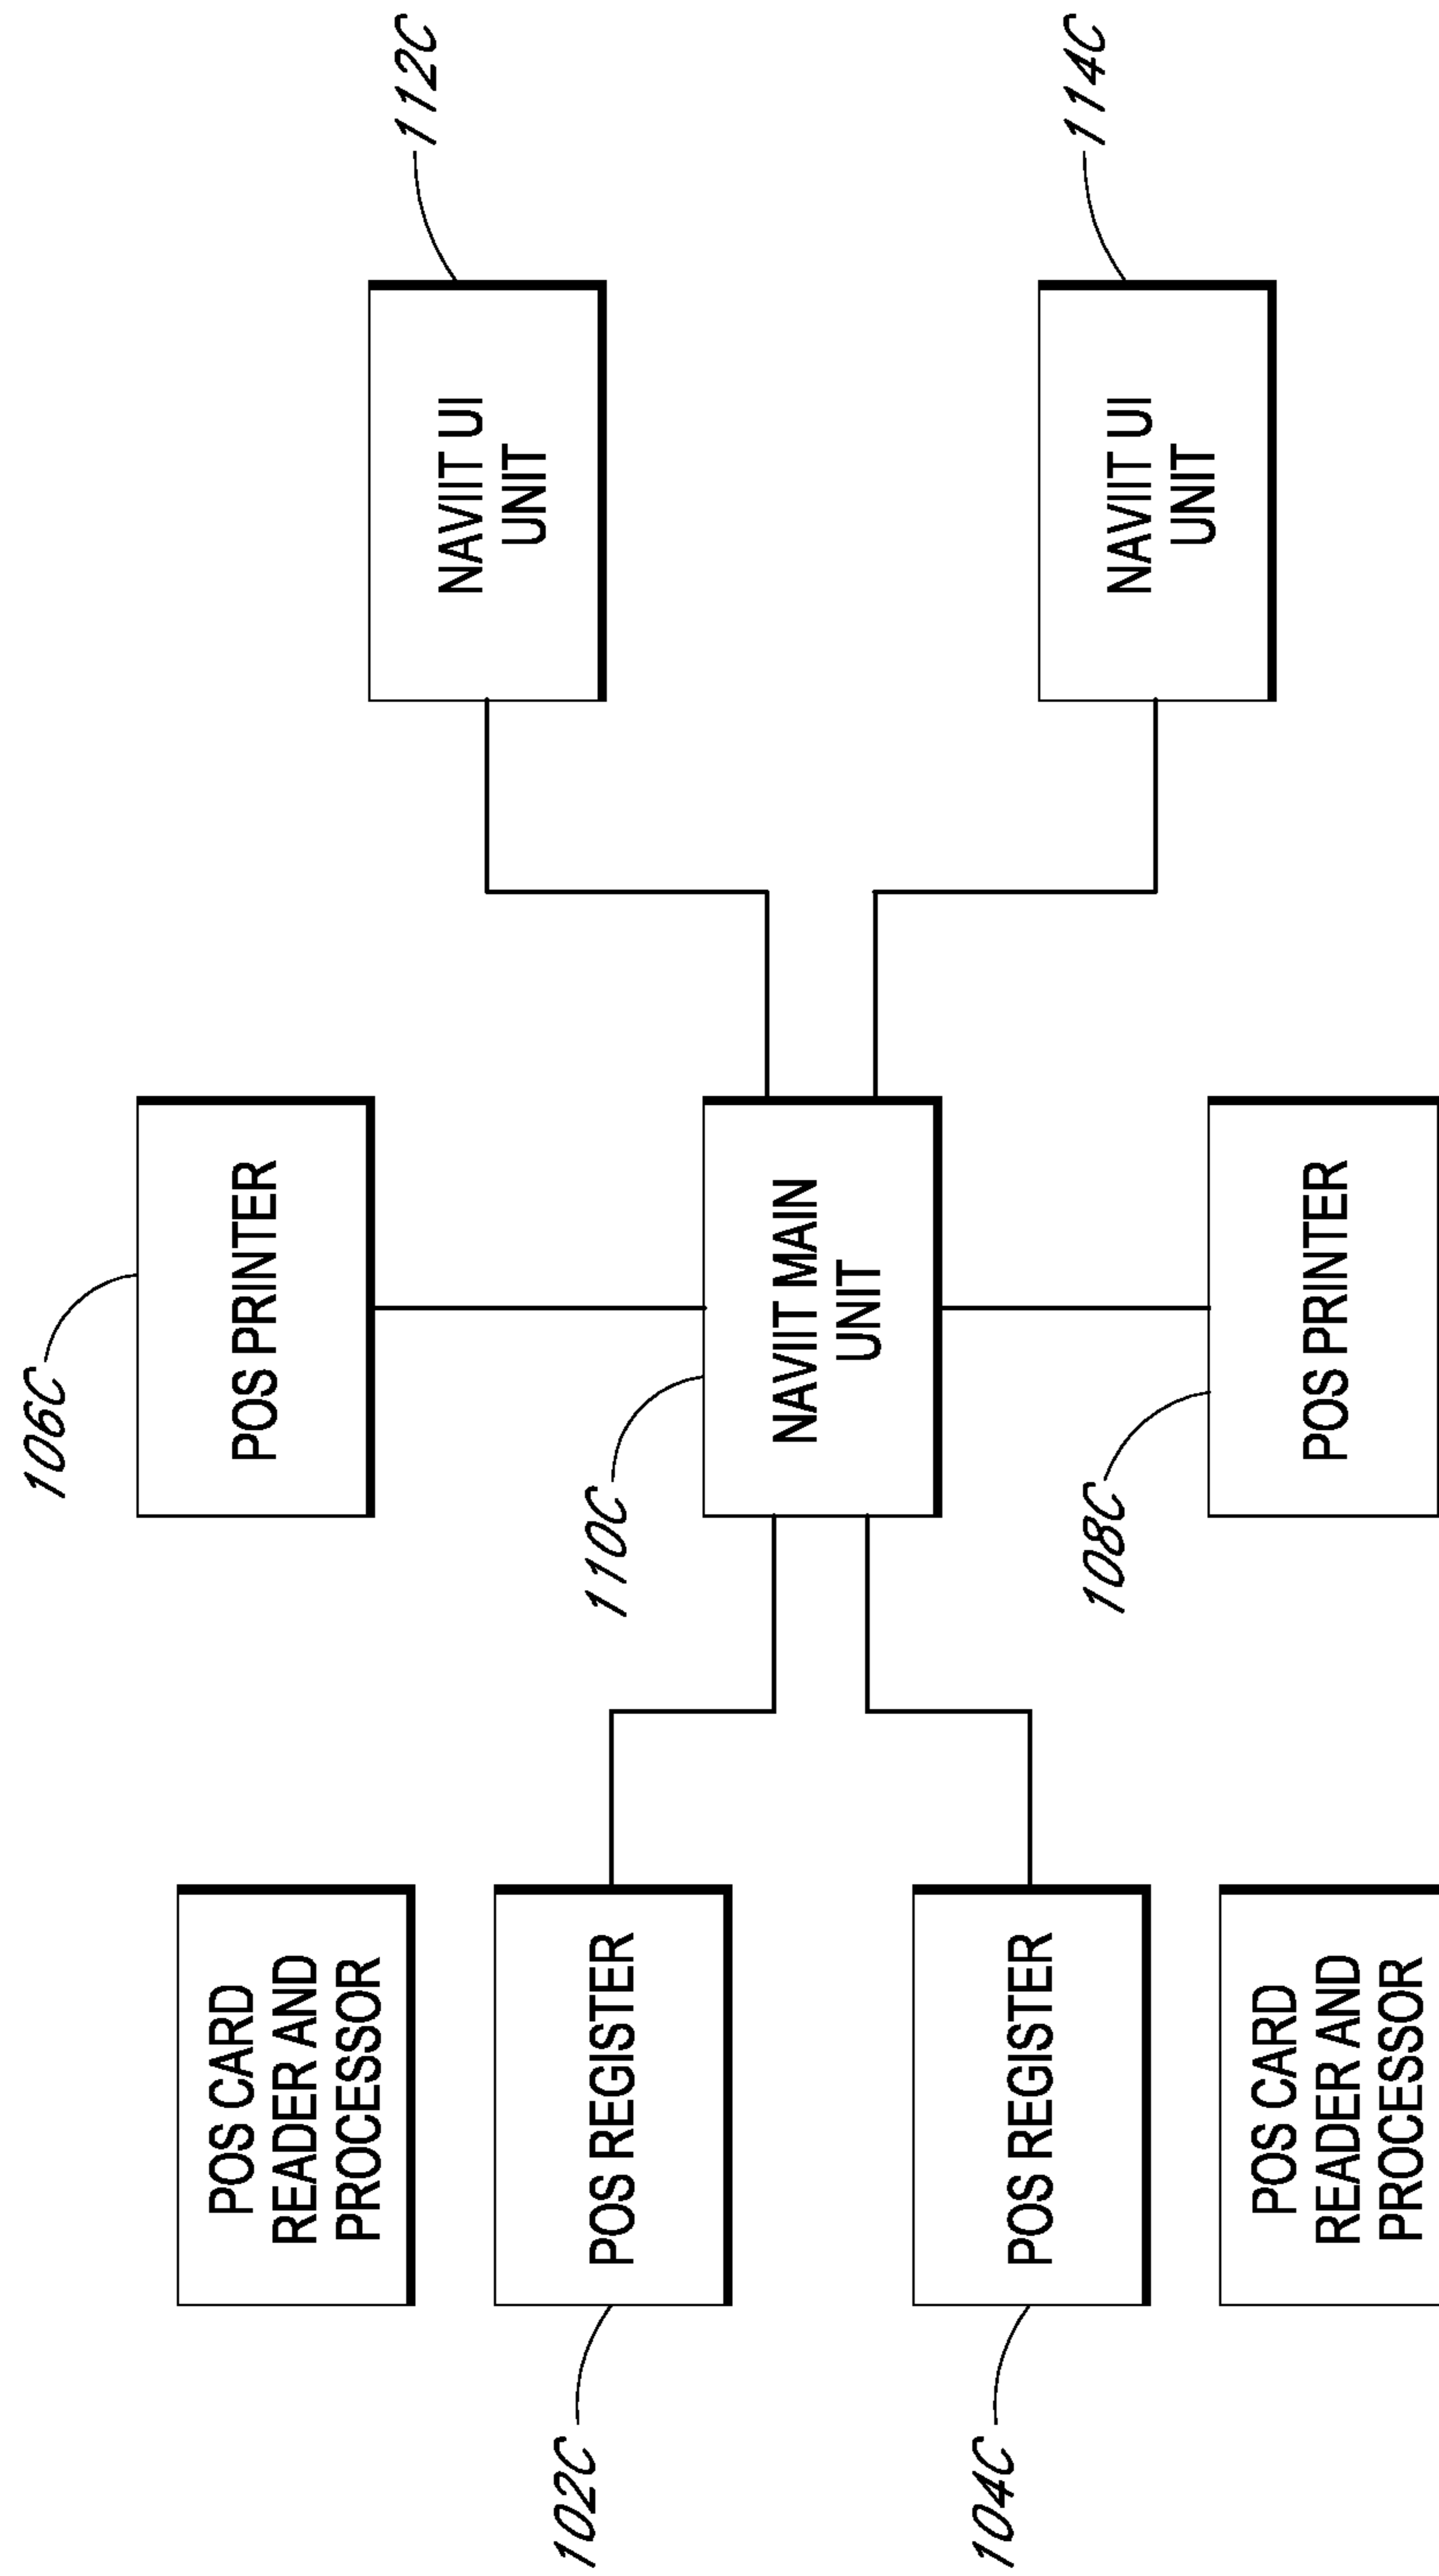 106C
POS CARD
READER AND
PROCESSOR
POS PRINTER
112C
NAVIIT UI
UNIT
102C
POS REGISTER
110C
NAVIIT MAIN
UNIT
104C
POS REGISTER
114C
NAVIIT UI
UNIT
108C
POS CARD
READER AND
PROCESSOR
POS PRINTER